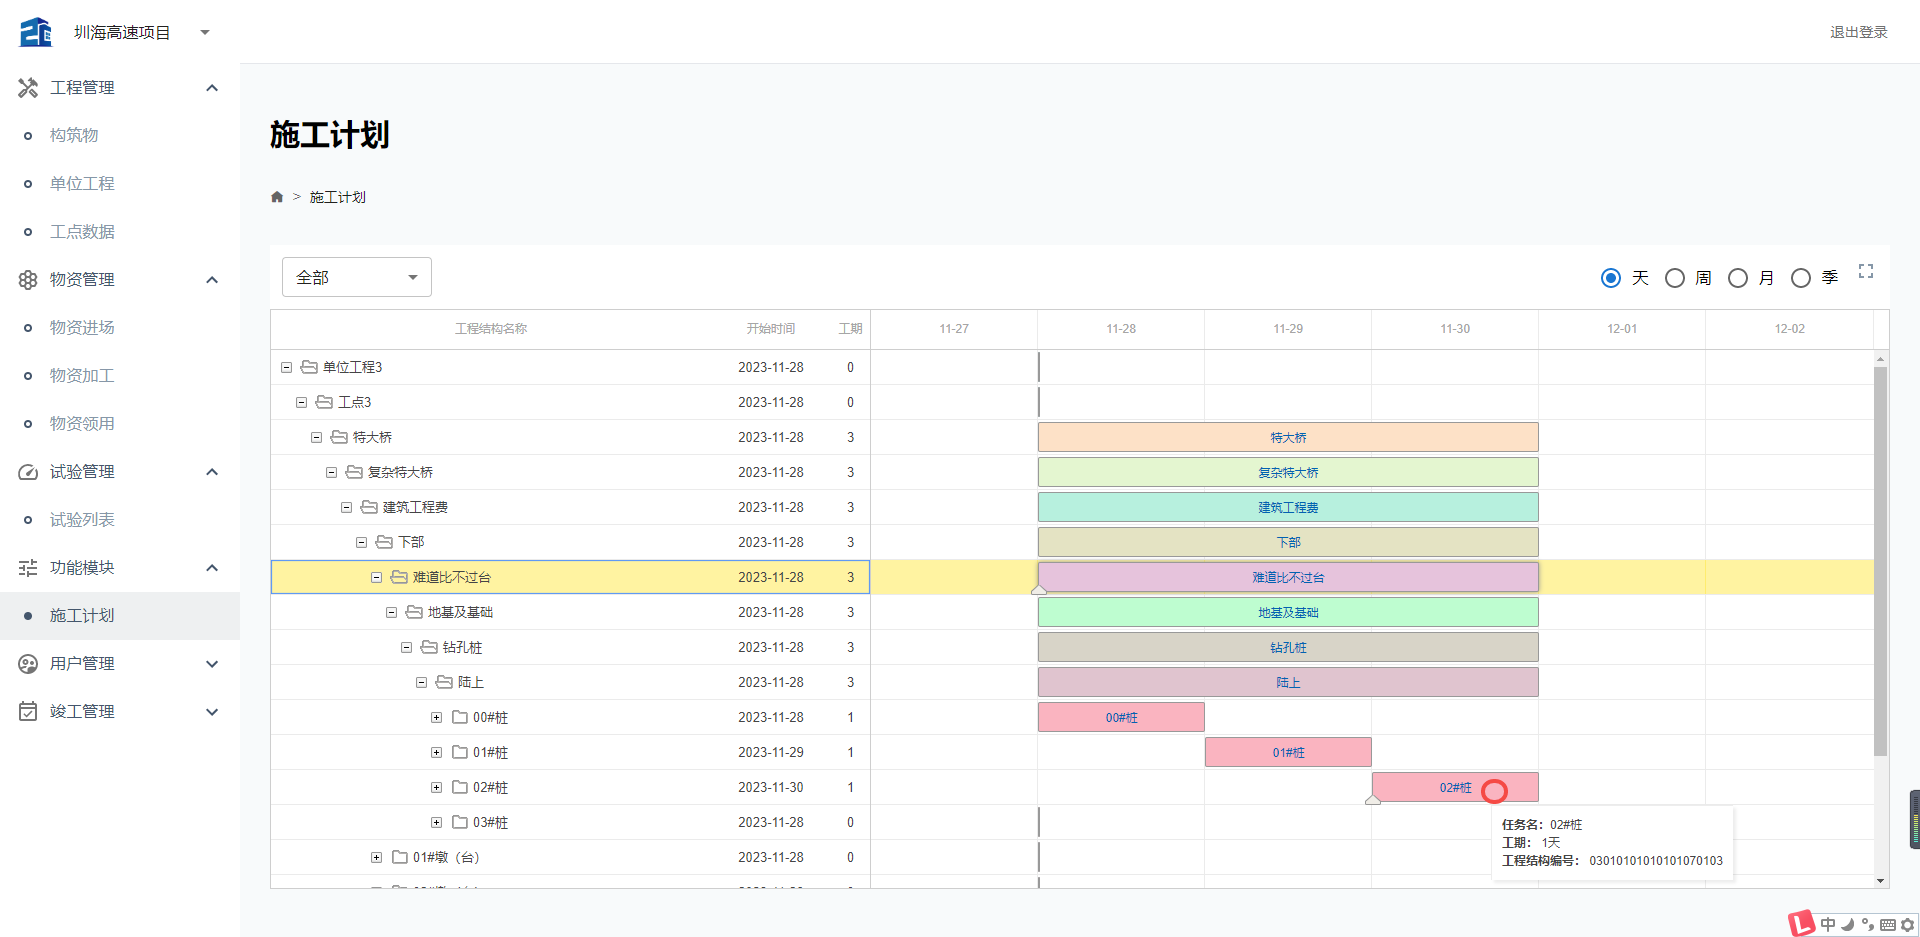 圳海高速项目
退出登录
工程管理
构筑物
单位工程
工点数据
物资管理
物资进场
物资加工
物资领用
试验管理
试验列表
功能模块
施工计划
用户管理
竣工管理
施工计划
> 施工计划
全部
天 周 月 季
工程结构名称 开始时间 工期 11-27 11-28 11-29 11-30 12-01 12-02
单位工程3 2023-11-28 0
工点3 2023-11-28 0
特大桥 2023-11-28 3 特大桥
复杂特大桥 2023-11-28 3 复杂特大桥
建筑工程费 2023-11-28 3 建筑工程费
下部 2023-11-28 3 下部
难道比不过台 2023-11-28 3 难道比不过台
地基及基础 2023-11-28 3 地基及基础
钻孔桩 2023-11-28 3 钻孔桩
陆上 2023-11-28 3 陆上
00#桩 2023-11-28 1 00#桩
01#桩 2023-11-29 1 01#桩
02#桩 2023-11-30 1 02#桩
03#桩 2023-11-28 0
01#墩（台） 2023-11-28 0
任务名：02#桩
工期： 1天
工程结构编号： 03010101010101070103
中